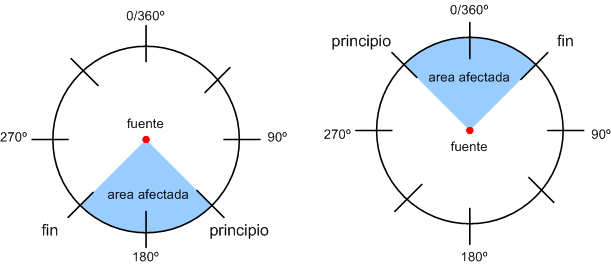 0/360º
fuente
270º
90º
area afectada
fin
principio
180º
0/360º
principio
fin
area afectada
270º
90º
fuente
180º